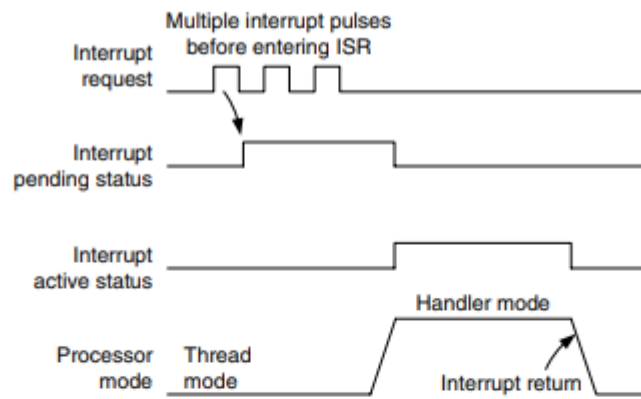 Multiple interrupt pulses
before entering ISR
Interrupt
request
Interrupt
pending status
Interrupt
active status
Handler mode
Processor
mode
Thread
mode
Interrupt return